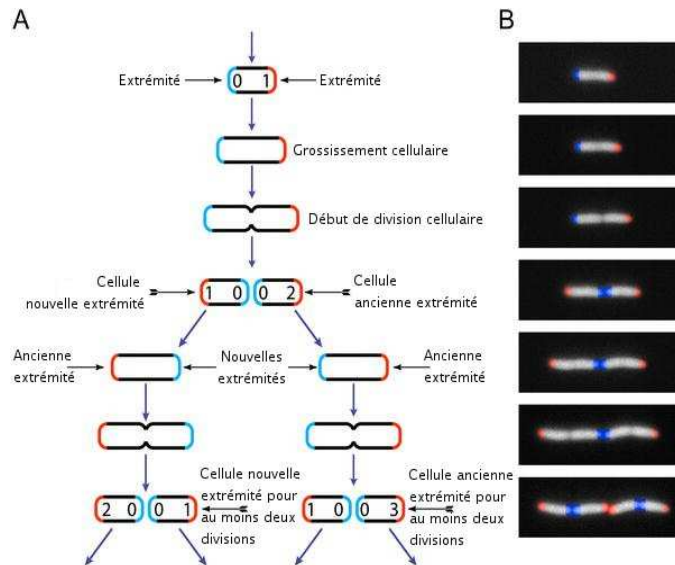 A
B
Extrémité
0 1
Extrémité
Grossissement cellulaire
Début de division cellulaire
Cellule
nouvelle extrémité
1 0
0 2
Cellule
ancienne extrémité
Ancienne
extrémité
Nouvelles
extrémités
Ancienne
extrémité
2 0
0 1
Cellule nouvelle
extrémité pour
au moins deux
divisions
1 0
0 3
Cellule ancienne
extrémité pour
au moins deux
divisions